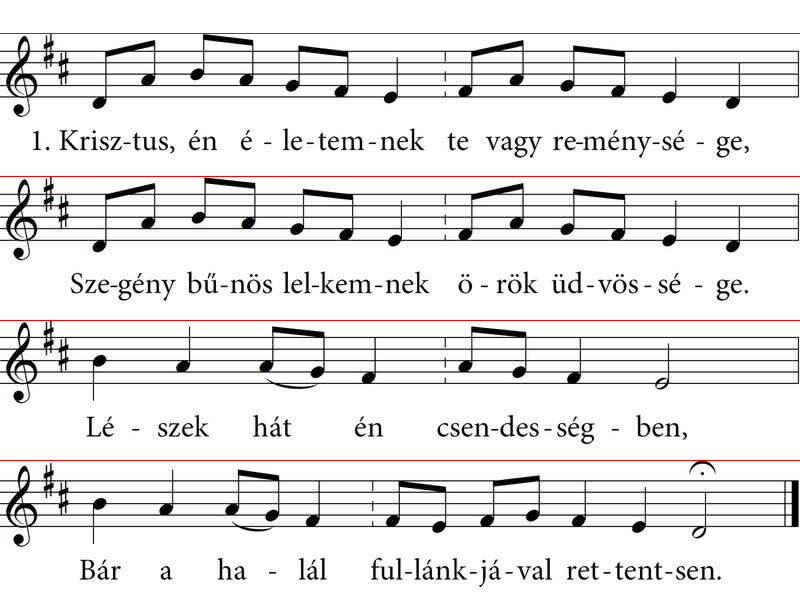 1. Krisz-tus, én é - le-tem-nek te vagy re-mény-sé - ge,
Sze-gény bű-nös lel-kem-nek ö - rök üd-vös-sé - ge.
Lé - szek hát én csen-des-ség - ben,
Bár a ha - lál ful-lánk-já-val ret-tent-sen.